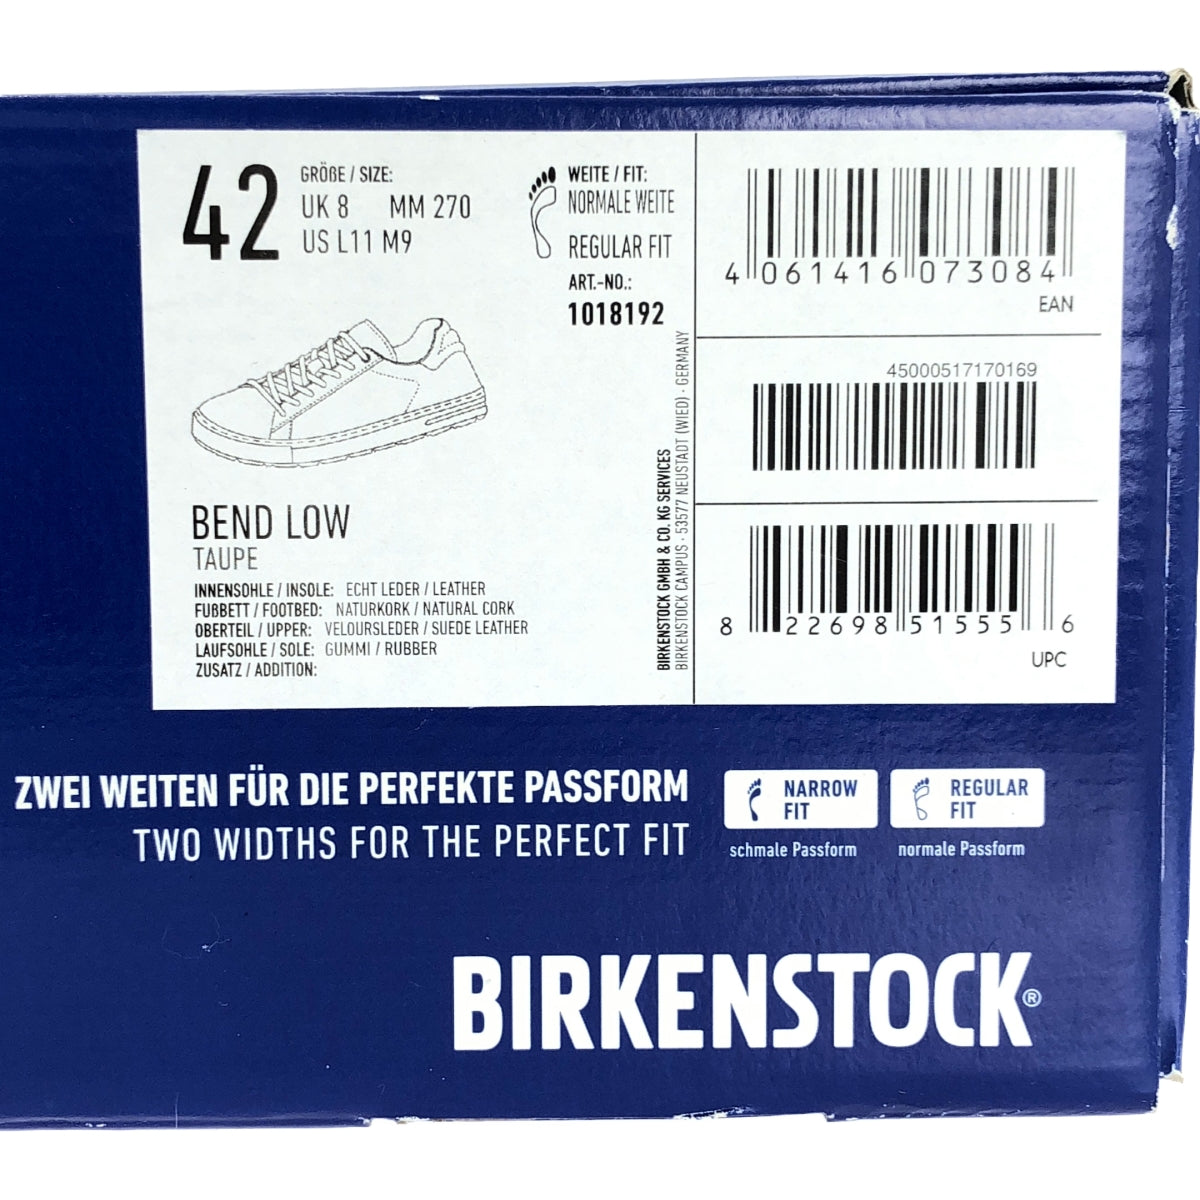 42
GRÖẞE / SIZE:
UK 8 MM 270
US L11 M9
WEITE / FIT:
NORMALE WEITE
REGULAR FIT
ART.-NO.:
1018192
BEND LOW
TAUPE
INNENSOHLE / INSOLE: ECHT LEDER / LEATHER
FUẞBETT / FOOTBED: NATURKORK / NATURAL CORK
OBERTEIL / UPPER: VELOURSLEDER / SUEDE LEATHER
LAUFSOHLE / SOLE: GUMMI / RUBBER
ZUSATZ / ADDITION:
BIRKENSTOCK GMBH & CO. KG SERVICES
BIRKENSTOCK CAMPUS · 53577 NEUSTADT (WIED) · GERMANY
4 061416 073084
EAN
45000517170169
8 22698 51555 6
UPC
ZWEI WEITEN FÜR DIE PERFEKTE PASSFORM
TWO WIDTHS FOR THE PERFECT FIT
NARROW
FIT
schmale Passform
REGULAR
FIT
normale Passform
BIRKENSTOCK®